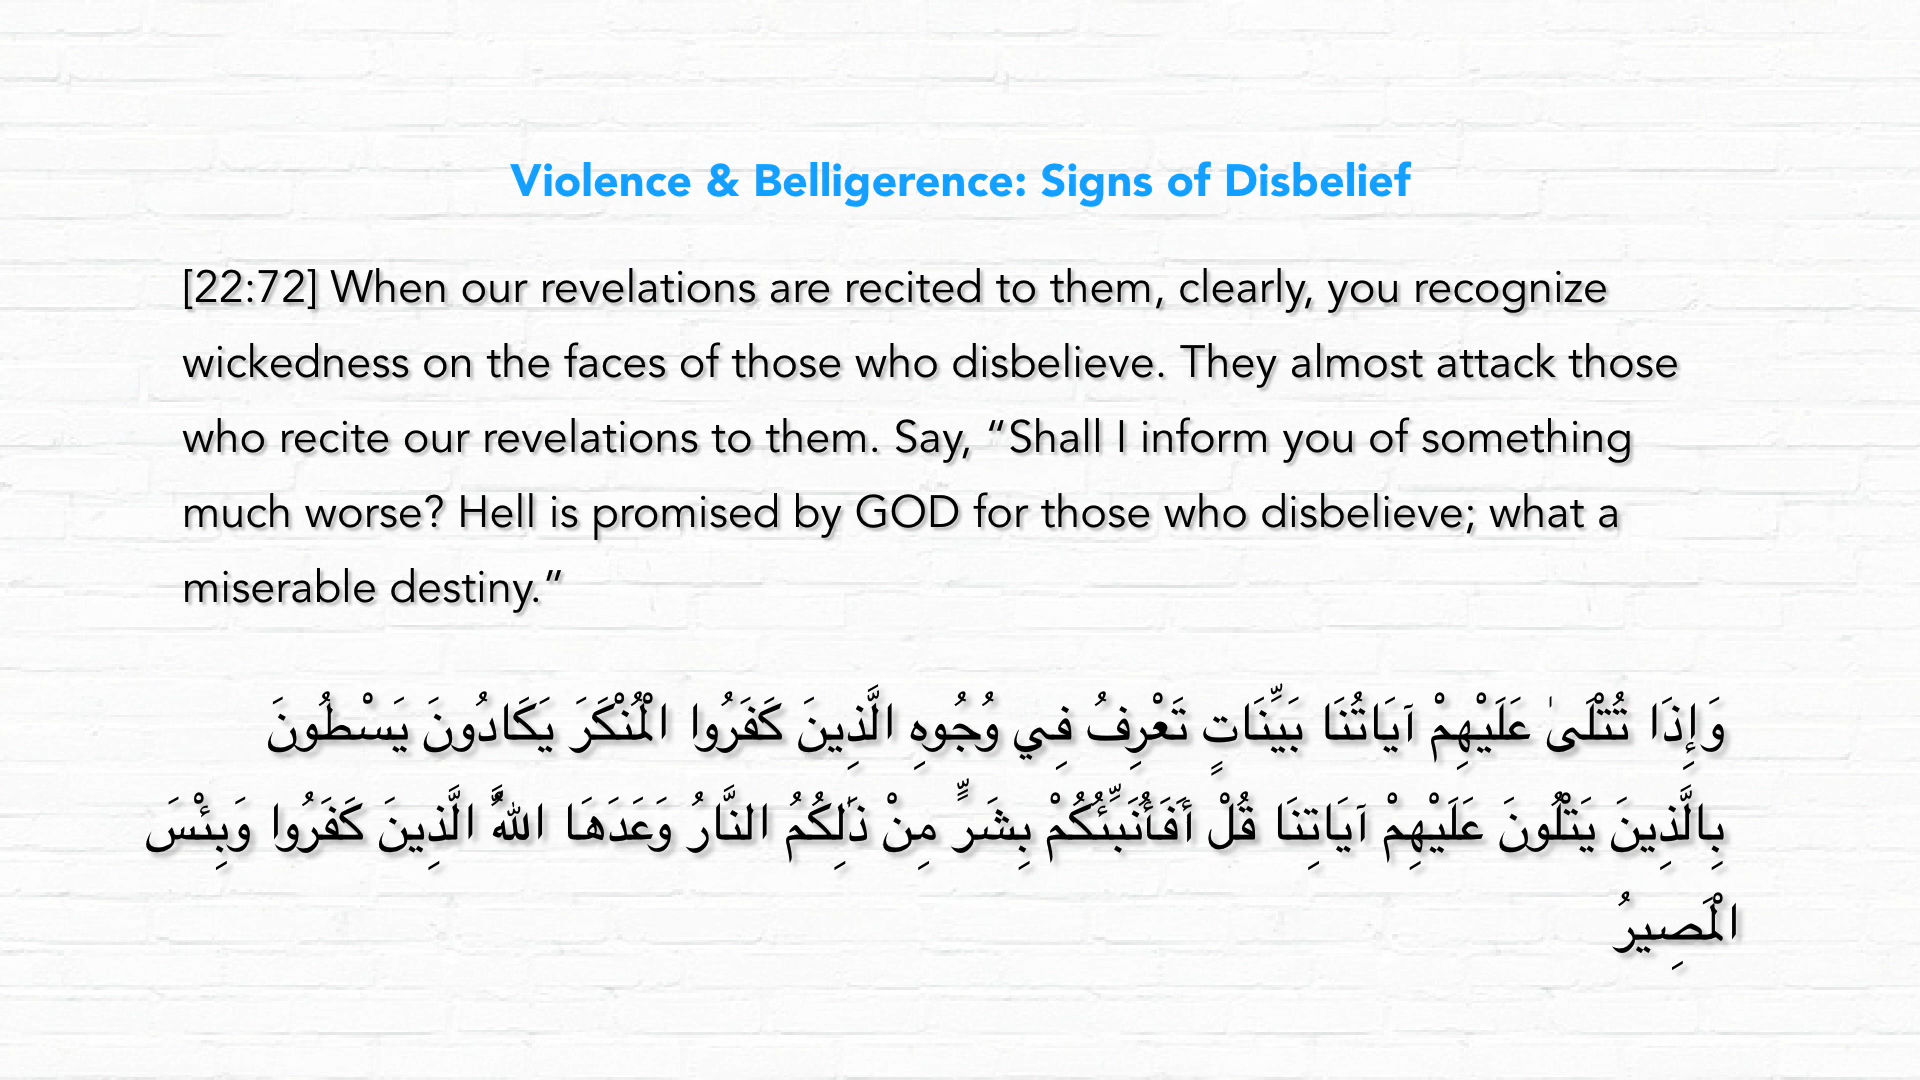 Violence & Belligerence: Signs of Disbelief
[22:72] When our revelations are recited to them, clearly, you recognize
wickedness on the faces of those who disbelieve. They almost attack those
who recite our revelations to them. Say, “Shall I inform you of something
much worse? Hell is promised by GOD for those who disbelieve; what a
miserable destiny.”
وَإِذَا تُتْلَىٰ عَلَيْهِمْ آيَاتُنَا بَيِّنَاتٍ تَعْرِفُ فِي وُجُوهِ الَّذِينَ كَفَرُوا الْمُنْكَرَ يَكَادُونَ يَسْطُونَ
بِالَّذِينَ يَتْلُونَ عَلَيْهِمْ آيَاتِنَا قُلْ أَفَأُنَبِّئُكُمْ بِشَرٍّ مِنْ ذَٰلِكُمُ النَّارُ وَعَدَهَا اللَّهُ الَّذِينَ كَفَرُوا وَبِئْسَ
الْمَصِيرُ